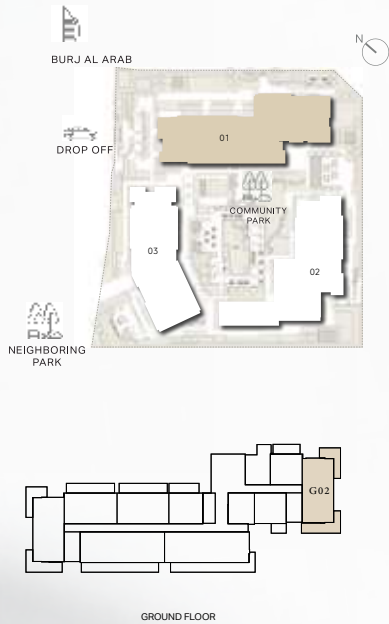 N
BURJ AL ARAB
DROP OFF
01
COMMUNITY
PARK
03
02
NEIGHBORING
PARK
G02
GROUND FLOOR